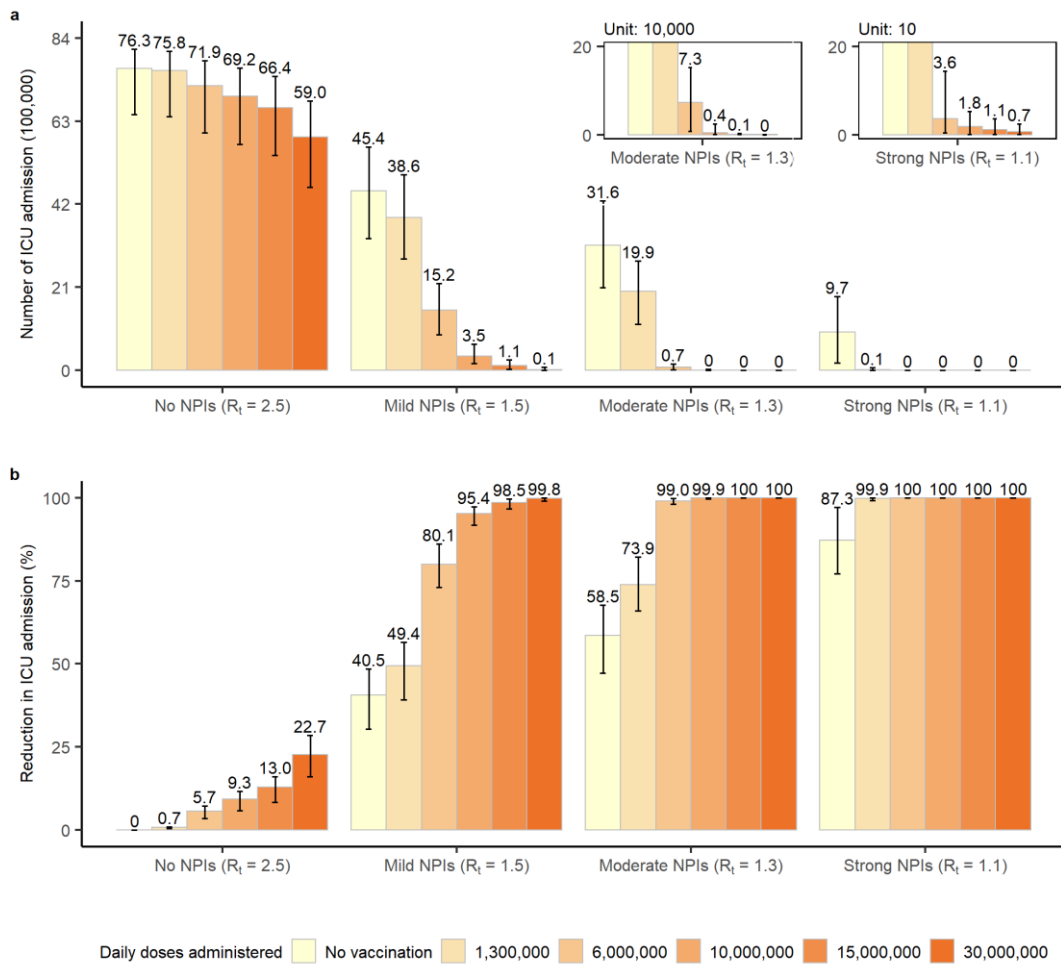 a
Number of ICU admission (100,000)
84
63
42
21
0
76.3 75.8 71.9 69.2 66.4 59.0
45.4 38.6 15.2 3.5 1.1 0.1
31.6 19.9 0.7 0 0 0
9.7 0.1 0 0 0 0
Unit: 10,000
20
0
7.3 0.4 0.1 0
Moderate NPIs (Rₜ = 1.3)
Unit: 10
20
0
3.6 1.8 1.1 0.7
Strong NPIs (Rₜ = 1.1)
No NPIs (Rₜ = 2.5) Mild NPIs (Rₜ = 1.5) Moderate NPIs (Rₜ = 1.3) Strong NPIs (Rₜ = 1.1)
b
Reduction in ICU admission (%)
100
75
50
25
0
0 0.7 5.7 9.3 13.0 22.7
40.5 49.4 80.1 95.4 98.5 99.8
58.5 73.9 99.0 99.9 100 100
87.3 99.9 100 100 100 100
No NPIs (Rₜ = 2.5) Mild NPIs (Rₜ = 1.5) Moderate NPIs (Rₜ = 1.3) Strong NPIs (Rₜ = 1.1)
Daily doses administered No vaccination 1,300,000 6,000,000 10,000,000 15,000,000 30,000,000